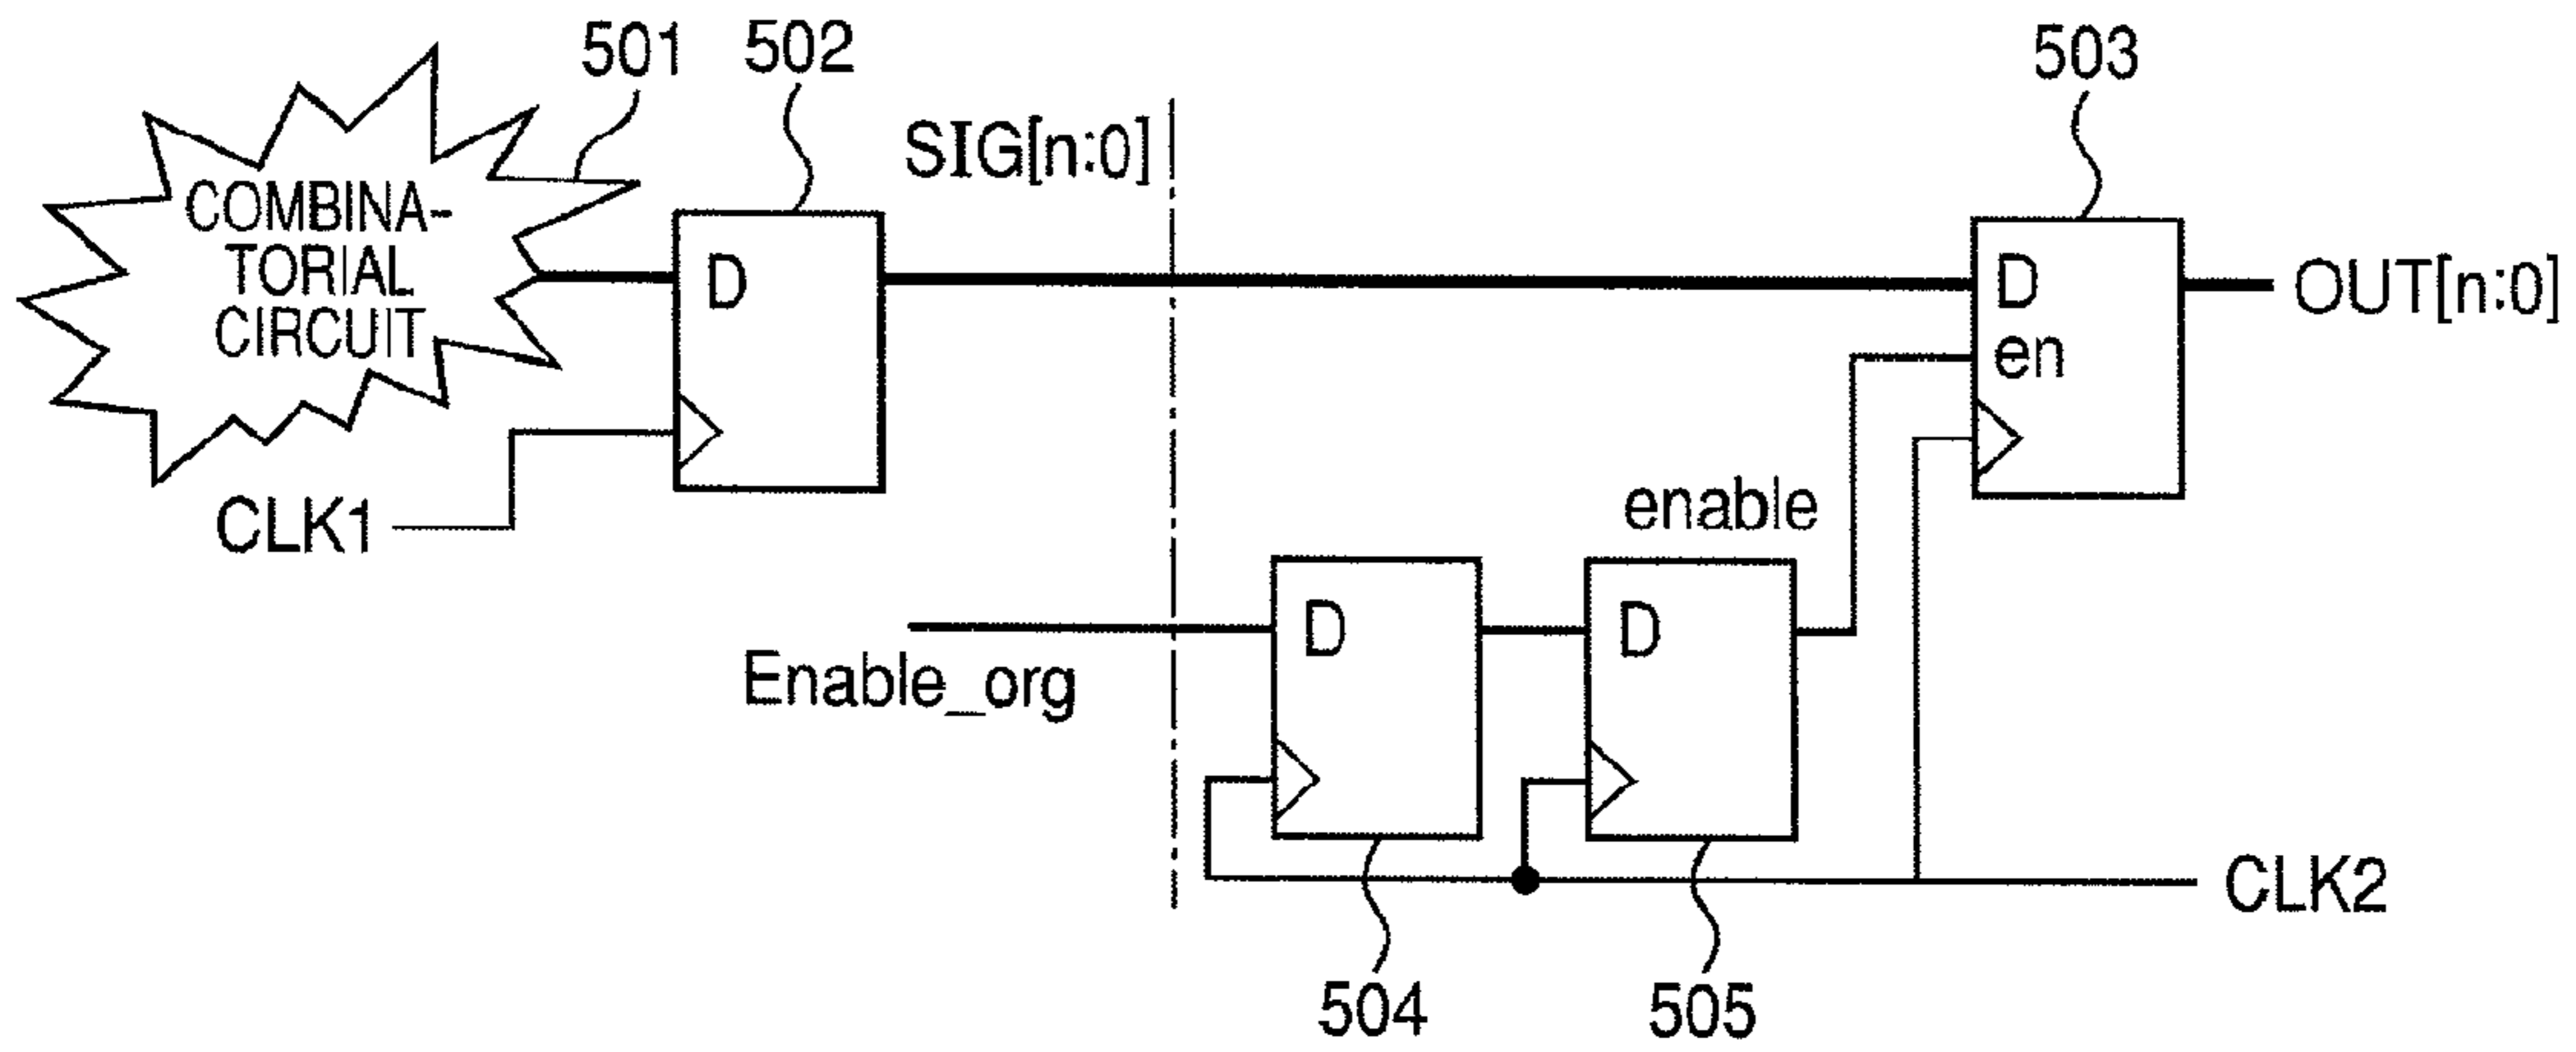 501
502
503
SIG[n:0]
COMBINA-
TORIAL
CIRCUIT
D
D
en
OUT[n:0]
CLK1
enable
D
D
Enable_org
CLK2
504
505